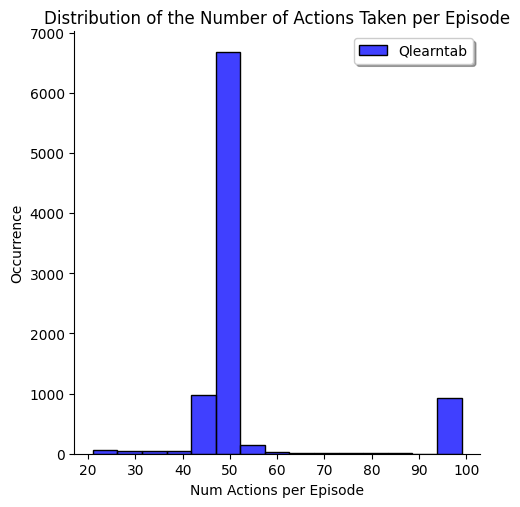 Distribution of the Number of Actions Taken per Episode
Qlearntab
7000
6000
5000
4000
3000
2000
1000
0
Occurrence
20 30 40 50 60 70 80 90 100
Num Actions per Episode